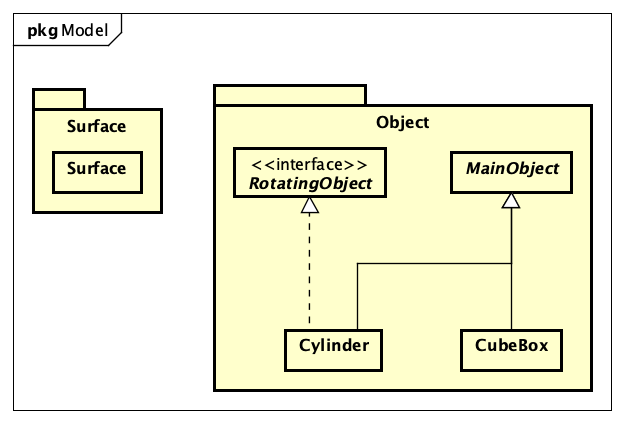 pkg Model
Surface
Surface
Object
<<interface>>
RotatingObject
MainObject
Cylinder
CubeBox